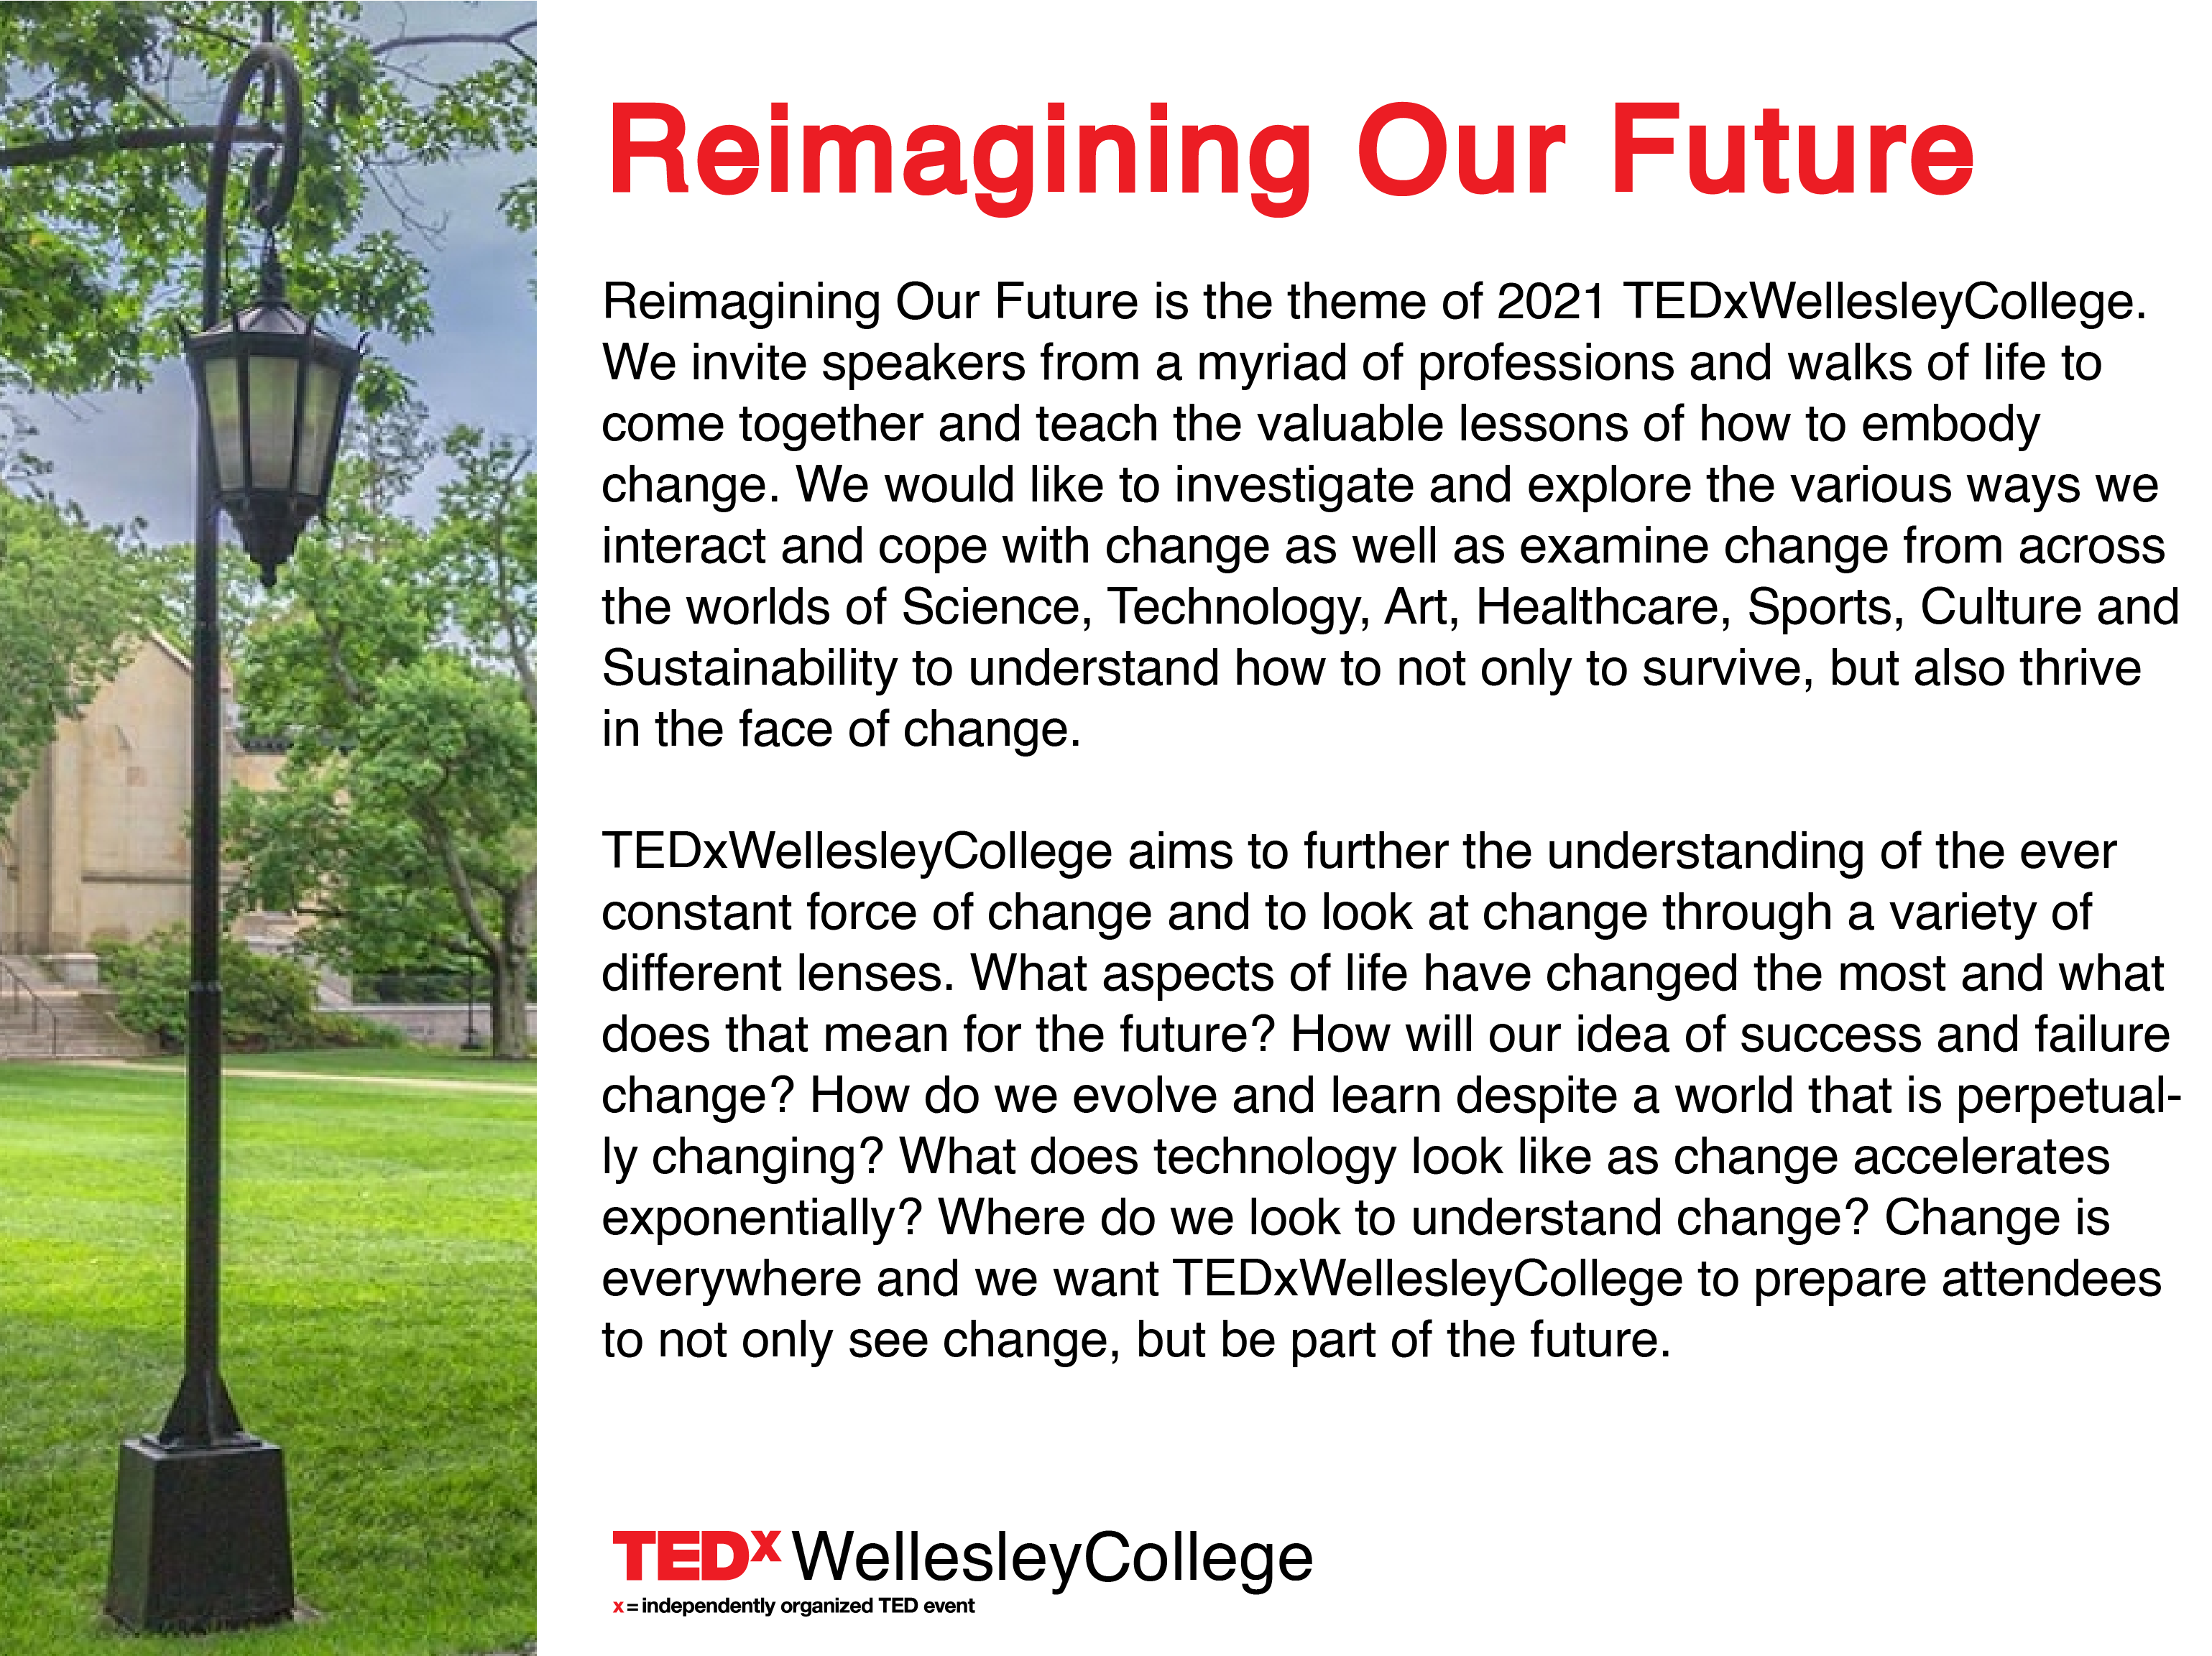 Reimagining Our Future
Reimagining Our Future is the theme of 2021 TEDxWellesleyCollege.
We invite speakers from a myriad of professions and walks of life to
come together and teach the valuable lessons of how to embody
change. We would like to investigate and explore the various ways we
interact and cope with change as well as examine change from across
the worlds of Science, Technology, Art, Healthcare, Sports, Culture and
Sustainability to understand how to not only to survive, but also thrive
in the face of change.
TEDxWellesleyCollege aims to further the understanding of the ever
constant force of change and to look at change through a variety of
different lenses. What aspects of life have changed the most and what
does that mean for the future? How will our idea of success and failure
change? How do we evolve and learn despite a world that is perpetual-
ly changing? What does technology look like as change accelerates
exponentially? Where do we look to understand change? Change is
everywhere and we want TEDxWellesleyCollege to prepare attendees
to not only see change, but be part of the future.
TEDx WellesleyCollege
x = independently organized TED event